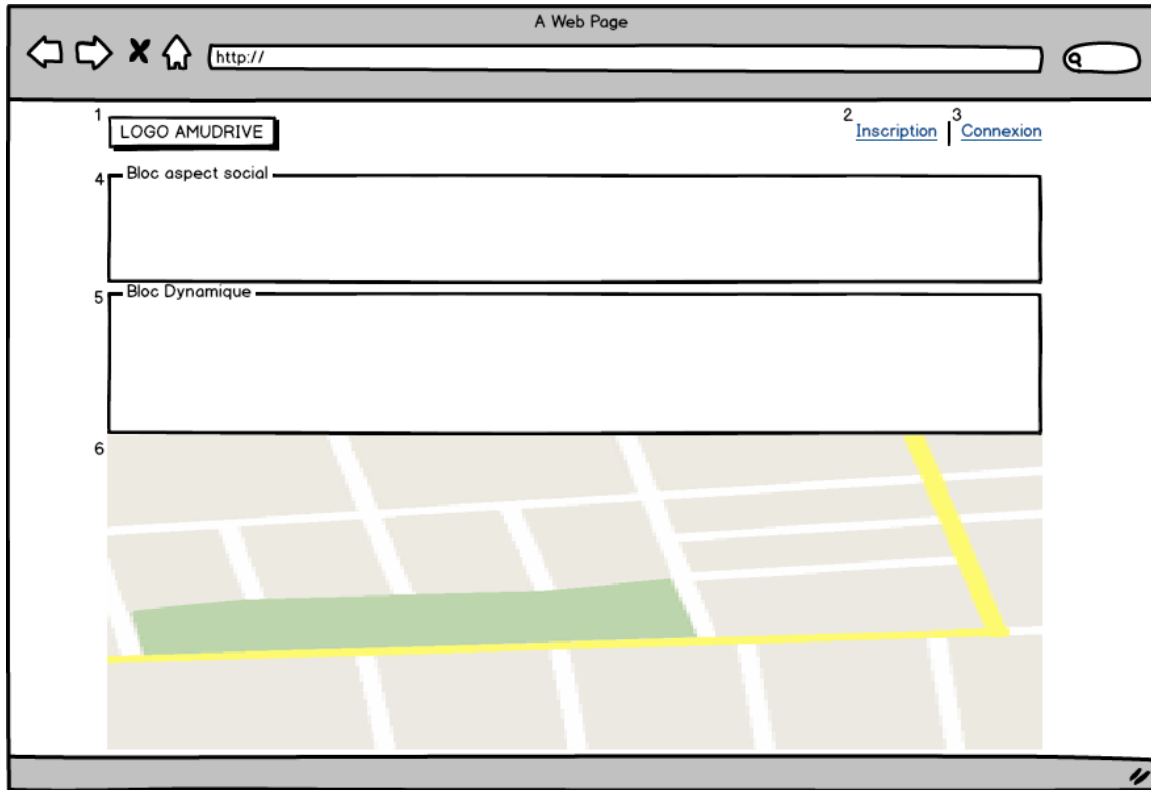 A Web Page
http://
1
LOGO AMUDRIVE
2
Inscription
3
Connexion
4
Bloc aspect social
5
Bloc Dynamique
6